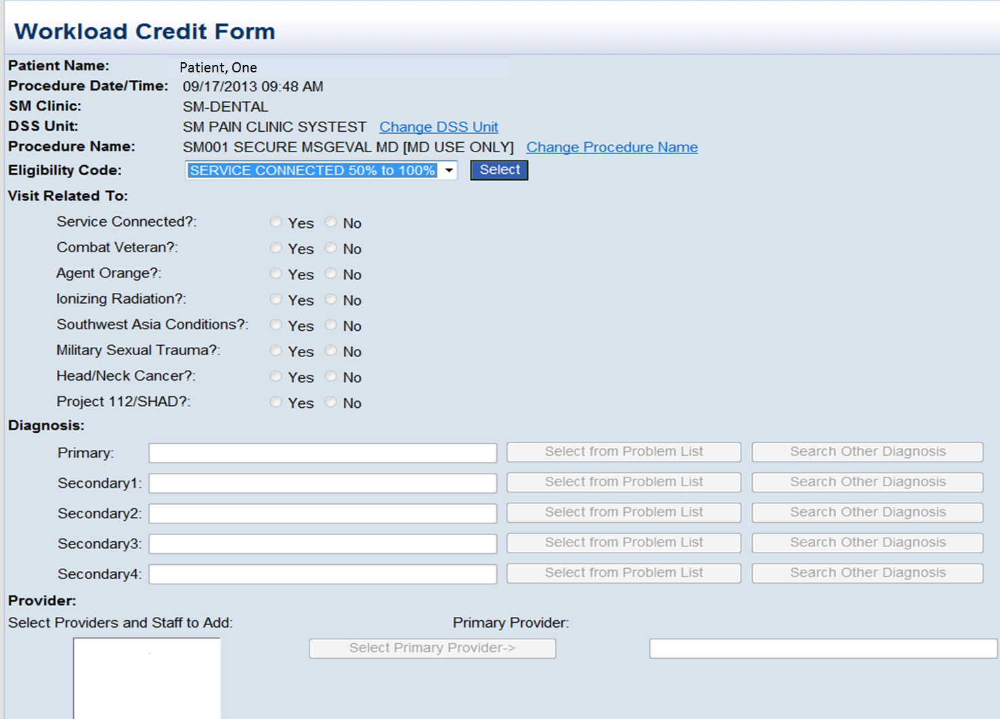 Workload Credit Form
Patient Name: Patient, One
Procedure Date/Time: 09/17/2013 09:48 AM
SM Clinic: SM-DENTAL
DSS Unit: SM PAIN CLINIC SYSTEST Change DSS Unit
Procedure Name: SM001 SECURE MSGEVAL MD [MD USE ONLY] Change Procedure Name
Eligibility Code: SERVICE CONNECTED 50% to 100% Select
Visit Related To:
Service Connected?: Yes No
Combat Veteran?: Yes No
Agent Orange?: Yes No
Ionizing Radiation?: Yes No
Southwest Asia Conditions?: Yes No
Military Sexual Trauma?: Yes No
Head/Neck Cancer?: Yes No
Project 112/SHAD?: Yes No
Diagnosis:
Primary: Select from Problem List Search Other Diagnosis
Secondary1: Select from Problem List Search Other Diagnosis
Secondary2: Select from Problem List Search Other Diagnosis
Secondary3: Select from Problem List Search Other Diagnosis
Secondary4: Select from Problem List Search Other Diagnosis
Provider:
Select Providers and Staff to Add: Primary Provider:
Select Primary Provider->